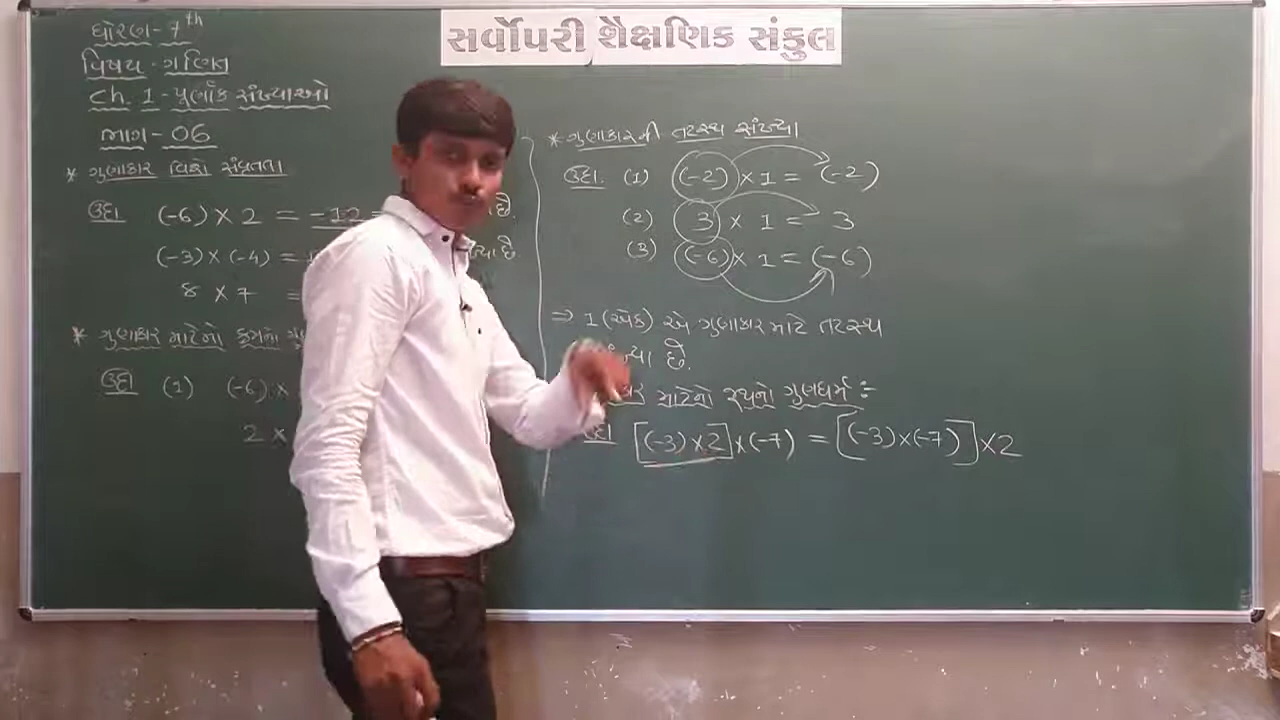 સર્વોપરી શૈક્ષણિક સંકુલ
ધોરણ - 7th
વિષય - ગણિત
Ch. 1 - પૂર્ણાંક સંખ્યાઓ
ભાગ - 06
* ગુણાકાર વિશે સંવૃતતા
ઉદા (-6) × 2 = -12 = છે.
(-3) × (-4) = છે
8 × 7 =
* ગુણાકાર માટેનો ક્રમના
ઉદા (1) (-6) ×
2 ×
* ગુણાકારની તટસ્થ સંખ્યા
ઉદા. (1) (-2) × 1 = (-2)
(2) 3 × 1 = 3
(3) (-6) × 1 = (-6)
⇒ 1 (એક) એ ગુણાકાર માટે તટસ્થ
છે.
માટેનો જૂથનો ગુણધર્મ :-
[(-3) × 2] × (-7) = [(-3) × (-7)] × 2